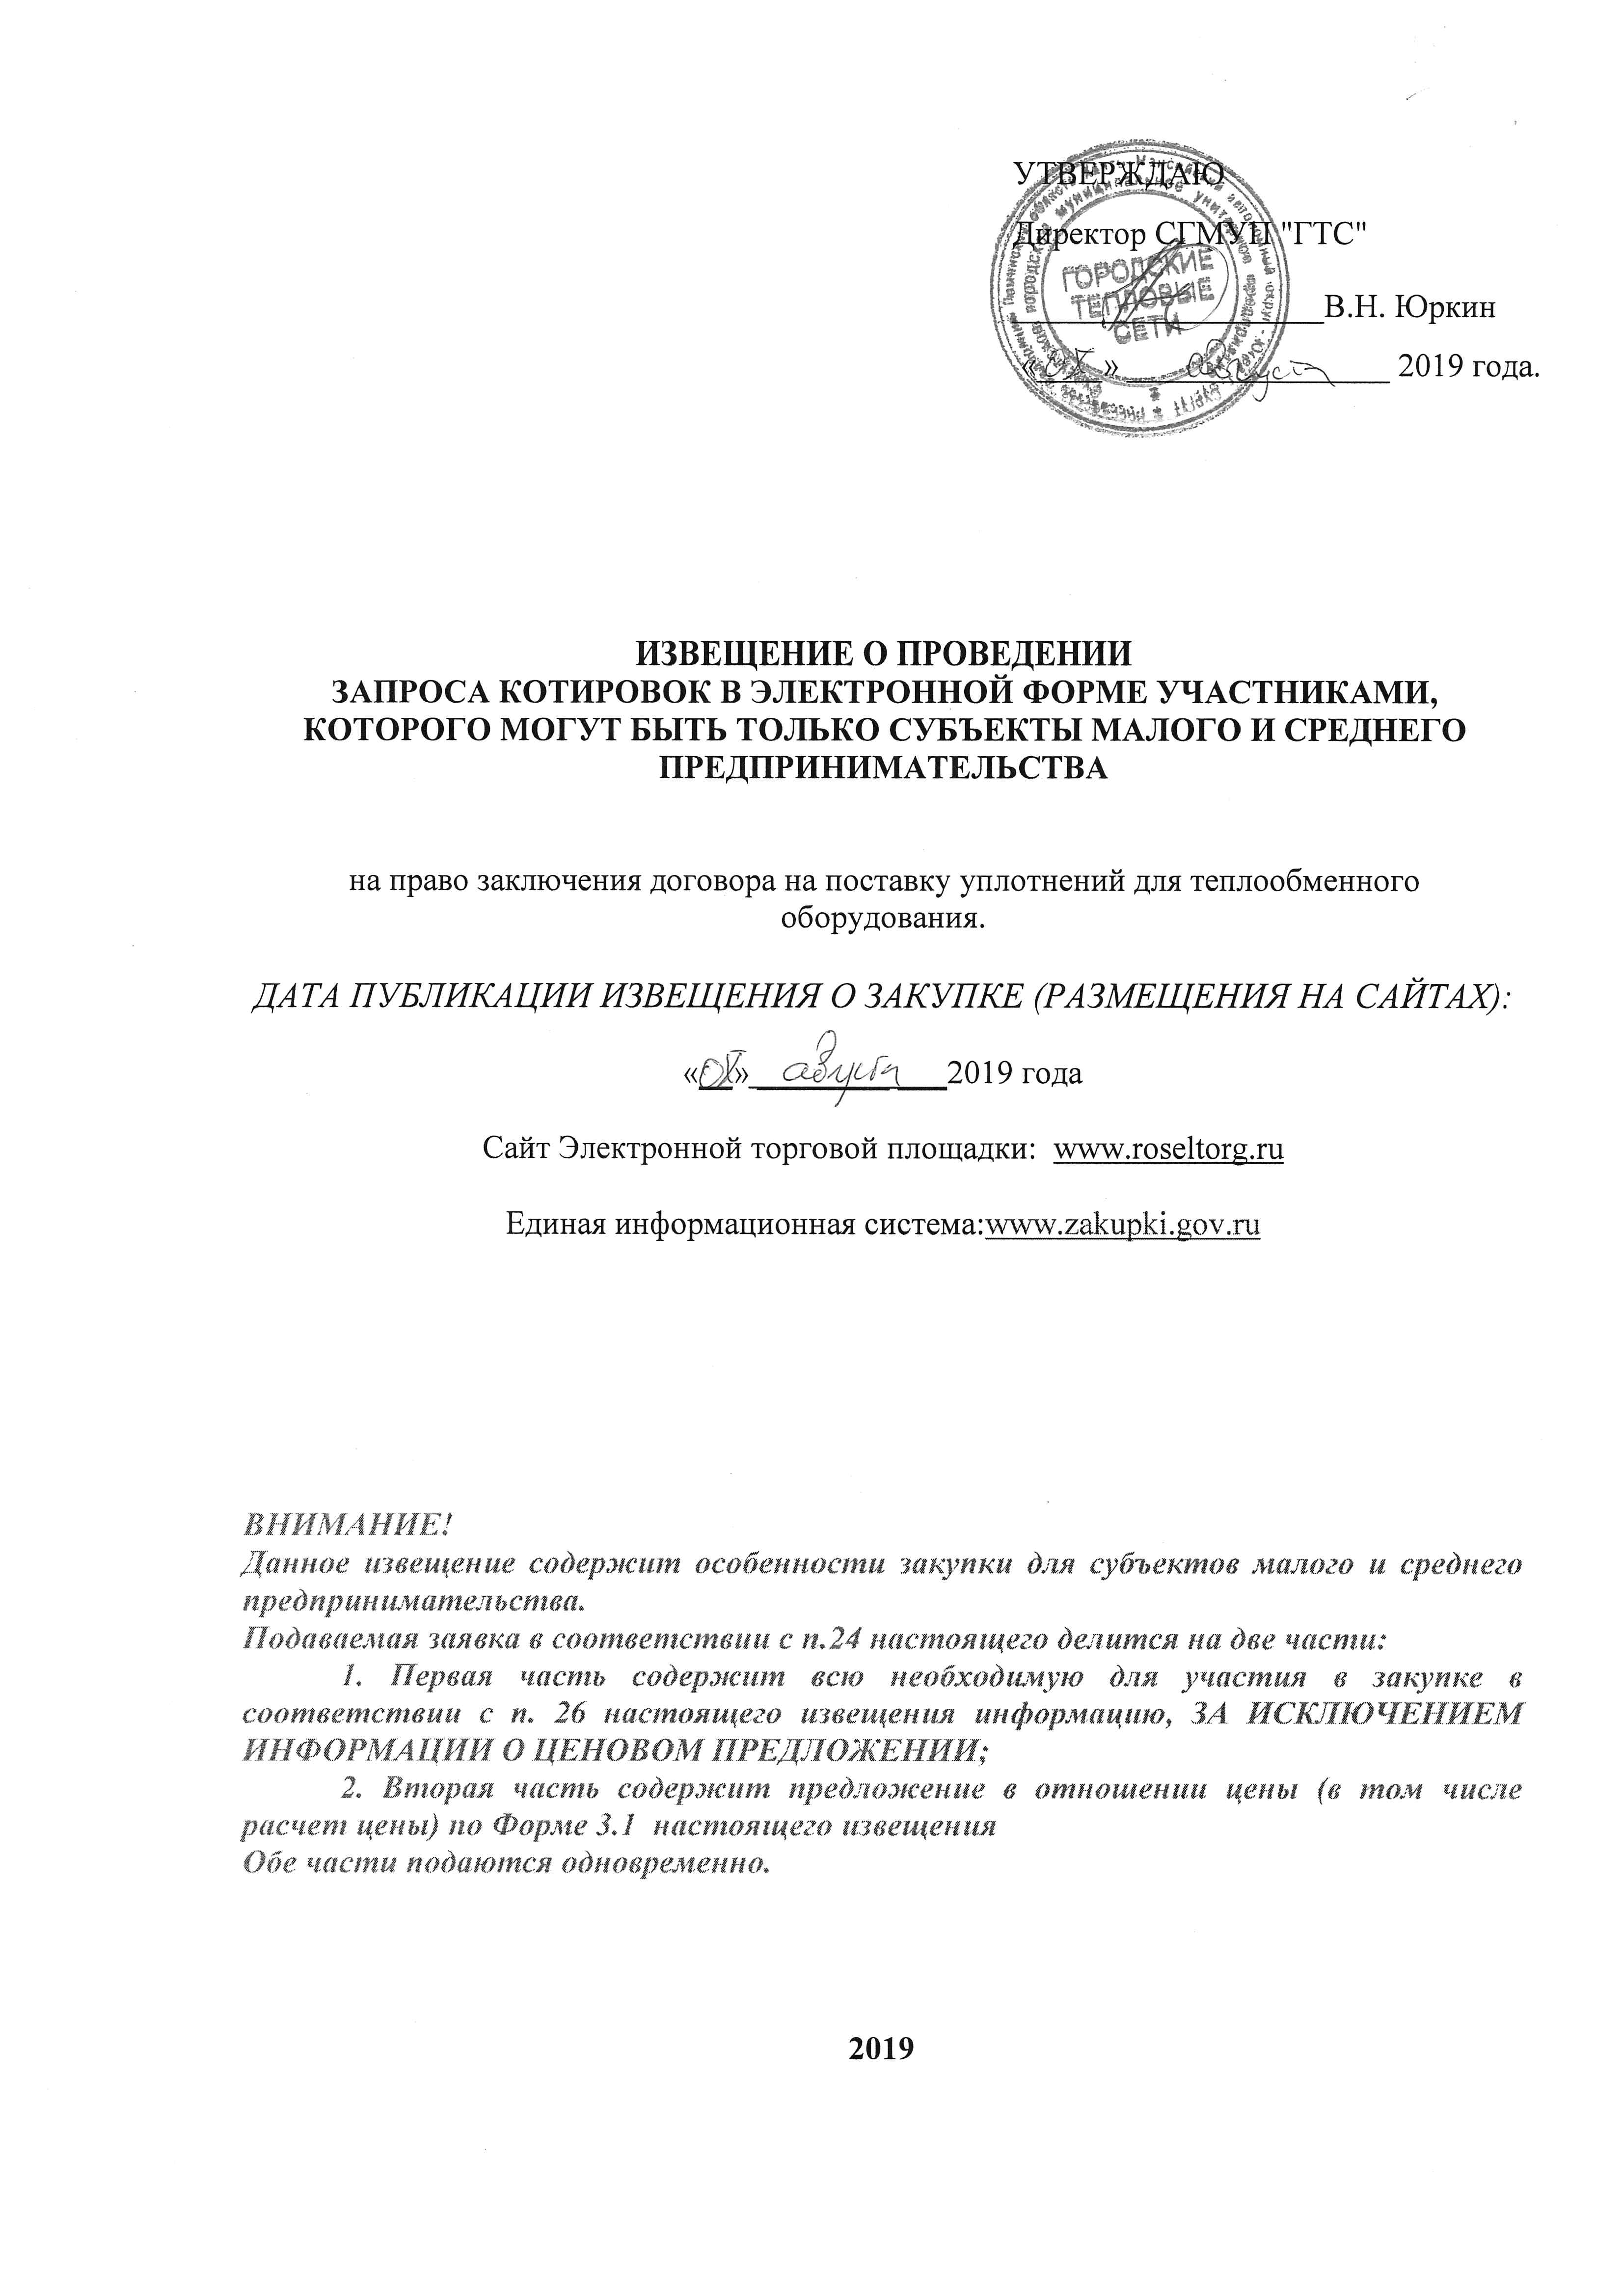 УТВЕРЖДАЮ
Директор СГМУП "ГТС"
ГОРОДСКИЕ
ТЕПЛОВЫЕ
СЕТИ
В.Н. Юркин
« » августа 2019 года.
ИЗВЕЩЕНИЕ О ПРОВЕДЕНИИ
ЗАПРОСА КОТИРОВОК В ЭЛЕКТРОННОЙ ФОРМЕ УЧАСТНИКАМИ,
КОТОРОГО МОГУТ БЫТЬ ТОЛЬКО СУБЪЕКТЫ МАЛОГО И СРЕДНЕГО
ПРЕДПРИНИМАТЕЛЬСТВА
на право заключения договора на поставку уплотнений для теплообменного
оборудования.
ДАТА ПУБЛИКАЦИИ ИЗВЕЩЕНИЯ О ЗАКУПКЕ (РАЗМЕЩЕНИЯ НА САЙТАХ):
« » августа 2019 года
Сайт Электронной торговой площадки: www.roseltorg.ru
Единая информационная система:www.zakupki.gov.ru
ВНИМАНИЕ!
Данное извещение содержит особенности закупки для субъектов малого и среднего
предпринимательства.
Подаваемая заявка в соответствии с п.24 настоящего делится на две части:
1. Первая часть содержит всю необходимую для участия в закупке в
соответствии с п. 26 настоящего извещения информацию, ЗА ИСКЛЮЧЕНИЕМ
ИНФОРМАЦИИ О ЦЕНОВОМ ПРЕДЛОЖЕНИИ;
2. Вторая часть содержит предложение в отношении цены (в том числе
расчет цены) по Форме 3.1 настоящего извещения
Обе части подаются одновременно.
2019